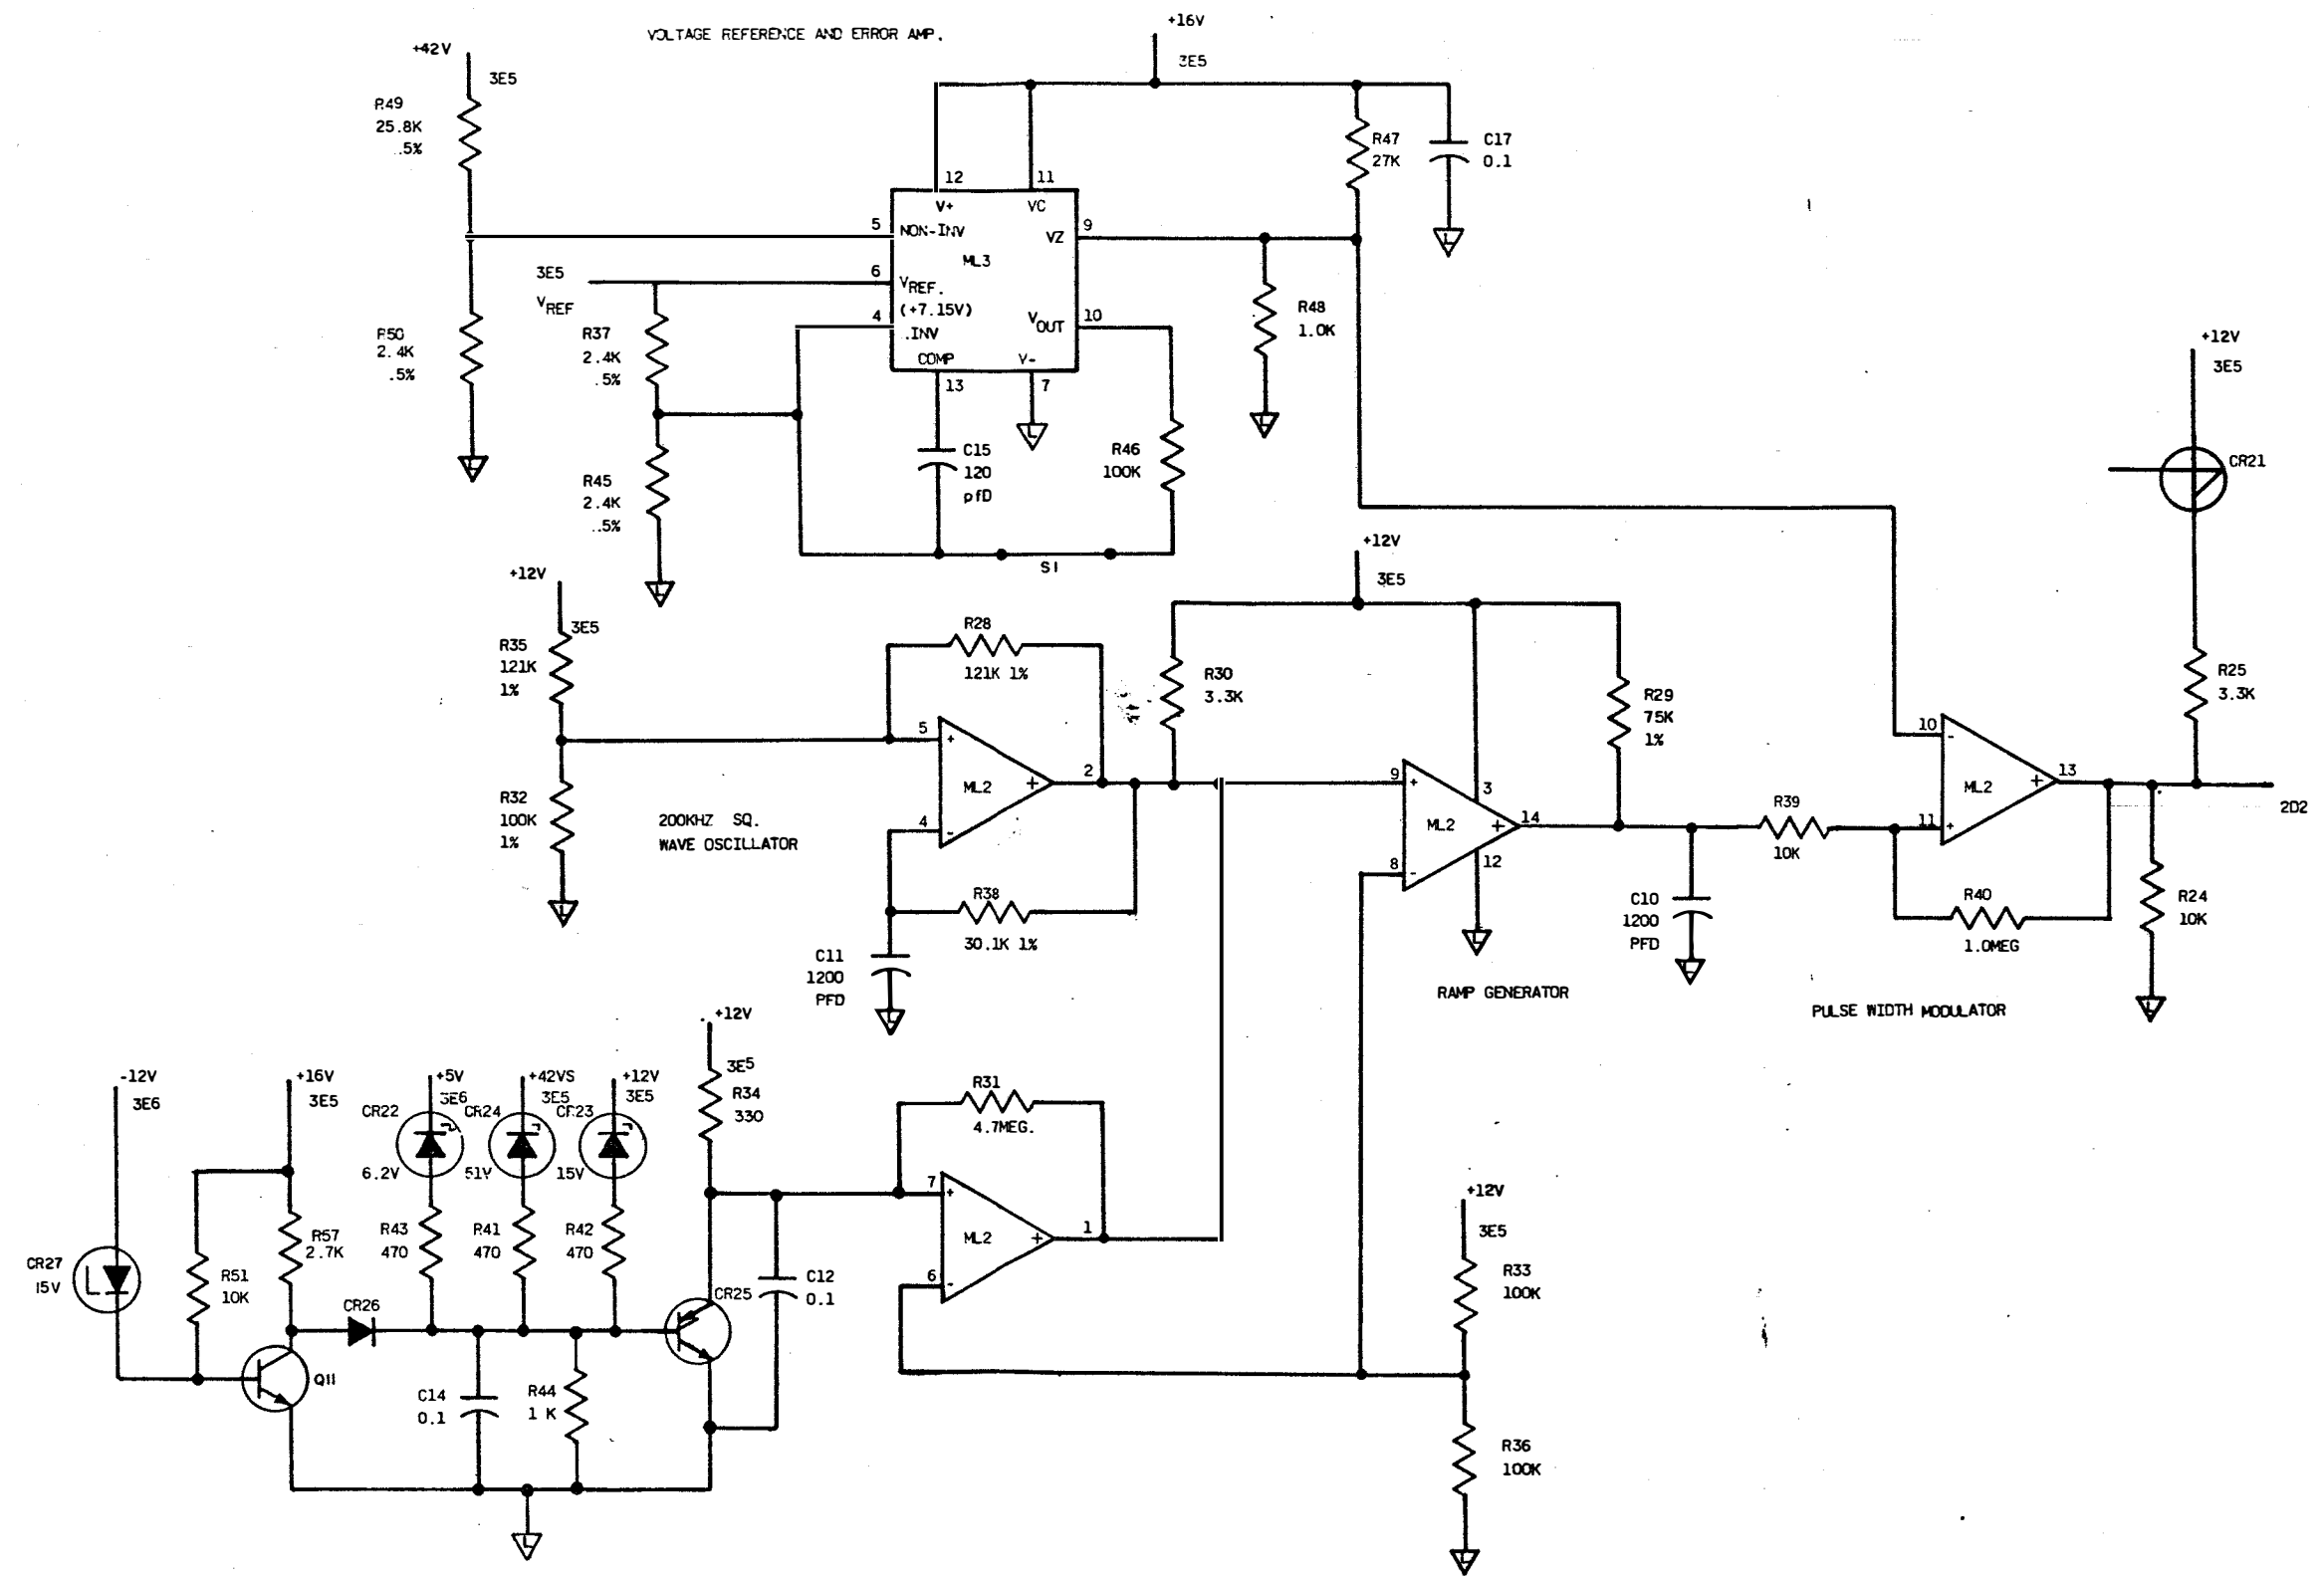 VOLTAGE REFERENCE AND ERROR AMP.
+16V
3E5
+42V
3E5
R49
25.8K
.5%
R47
27K
C17
0.1
12
11
V+
VC
5
NON-INV
VZ
9
ML3
3E5
VREF
6
VREF.
(+7.15V)
4
.INV
VOUT
10
COMP
V-
13
7
R50
2.4K
.5%
R37
2.4K
.5%
R48
1.0K
R45
2.4K
..5%
C15
120
pfD
R46
100K
S1
+12V
3E5
CR21
R25
3.3K
+12V
3E5
R35
121K
1%
R32
100K
1%
200KHZ SQ.
WAVE OSCILLATOR
R28
121K 1%
5
+
ML2
+
2
4
-
R38
30.1K 1%
C11
1200
PFD
+12V
3E5
R30
3.3K
R29
75K
1%
9
+
3
ML2
+
14
8
-
12
C10
1200
PFD
RAMP GENERATOR
R39
10K
10
-
ML2
+
13
11
+
2D2
R40
1.0MEG
R24
10K
PULSE WIDTH MODULATOR
-12V
3E6
+16V
3E5
+5V
3E6
+42VS
3E5
+12V
3E5
+12V
3E5
R34
330
CR22
6.2V
CR24
51V
CR23
15V
CR27
15V
R51
10K
R57
2.7K
R43
470
R41
470
R42
470
CR26
Q11
C14
0.1
R44
1 K
CR25
C12
0.1
R31
4.7MEG.
7
+
ML2
+
1
6
-
+12V
3E5
R33
100K
R36
100K